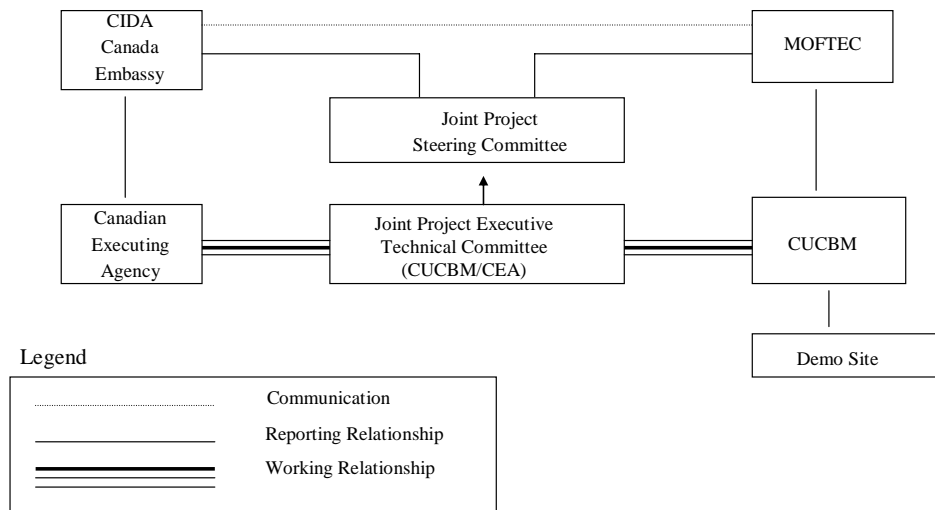 CIDA
Canada
Embassy
MOFTEC
Joint Project
Steering Committee
Canadian
Executing
Agency
Joint Project Executive
Technical Committee
(CUCBM/CEA)
CUCBM
Demo Site
Legend
Communication
Reporting Relationship
Working Relationship